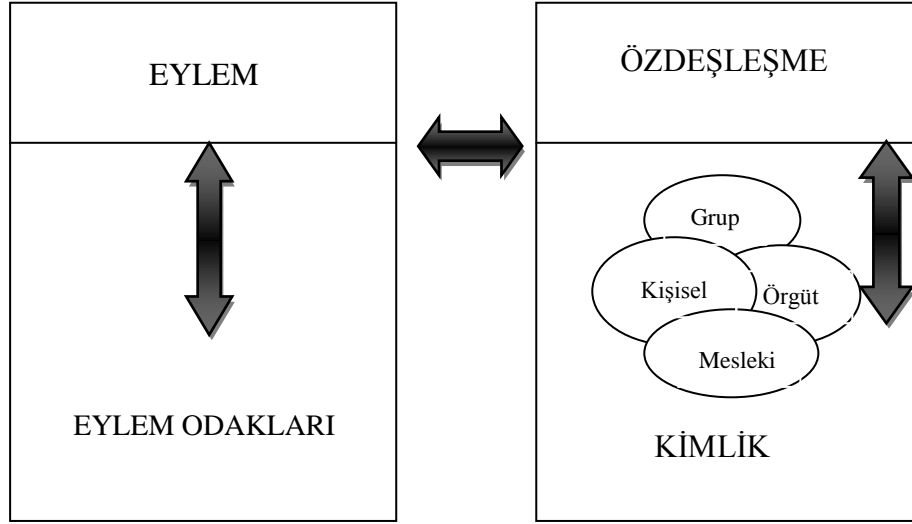 EYLEM
EYLEM ODAKLARI
ÖZDEŞLEŞME
Grup
Kişisel
Örgüt
Mesleki
KİMLİK